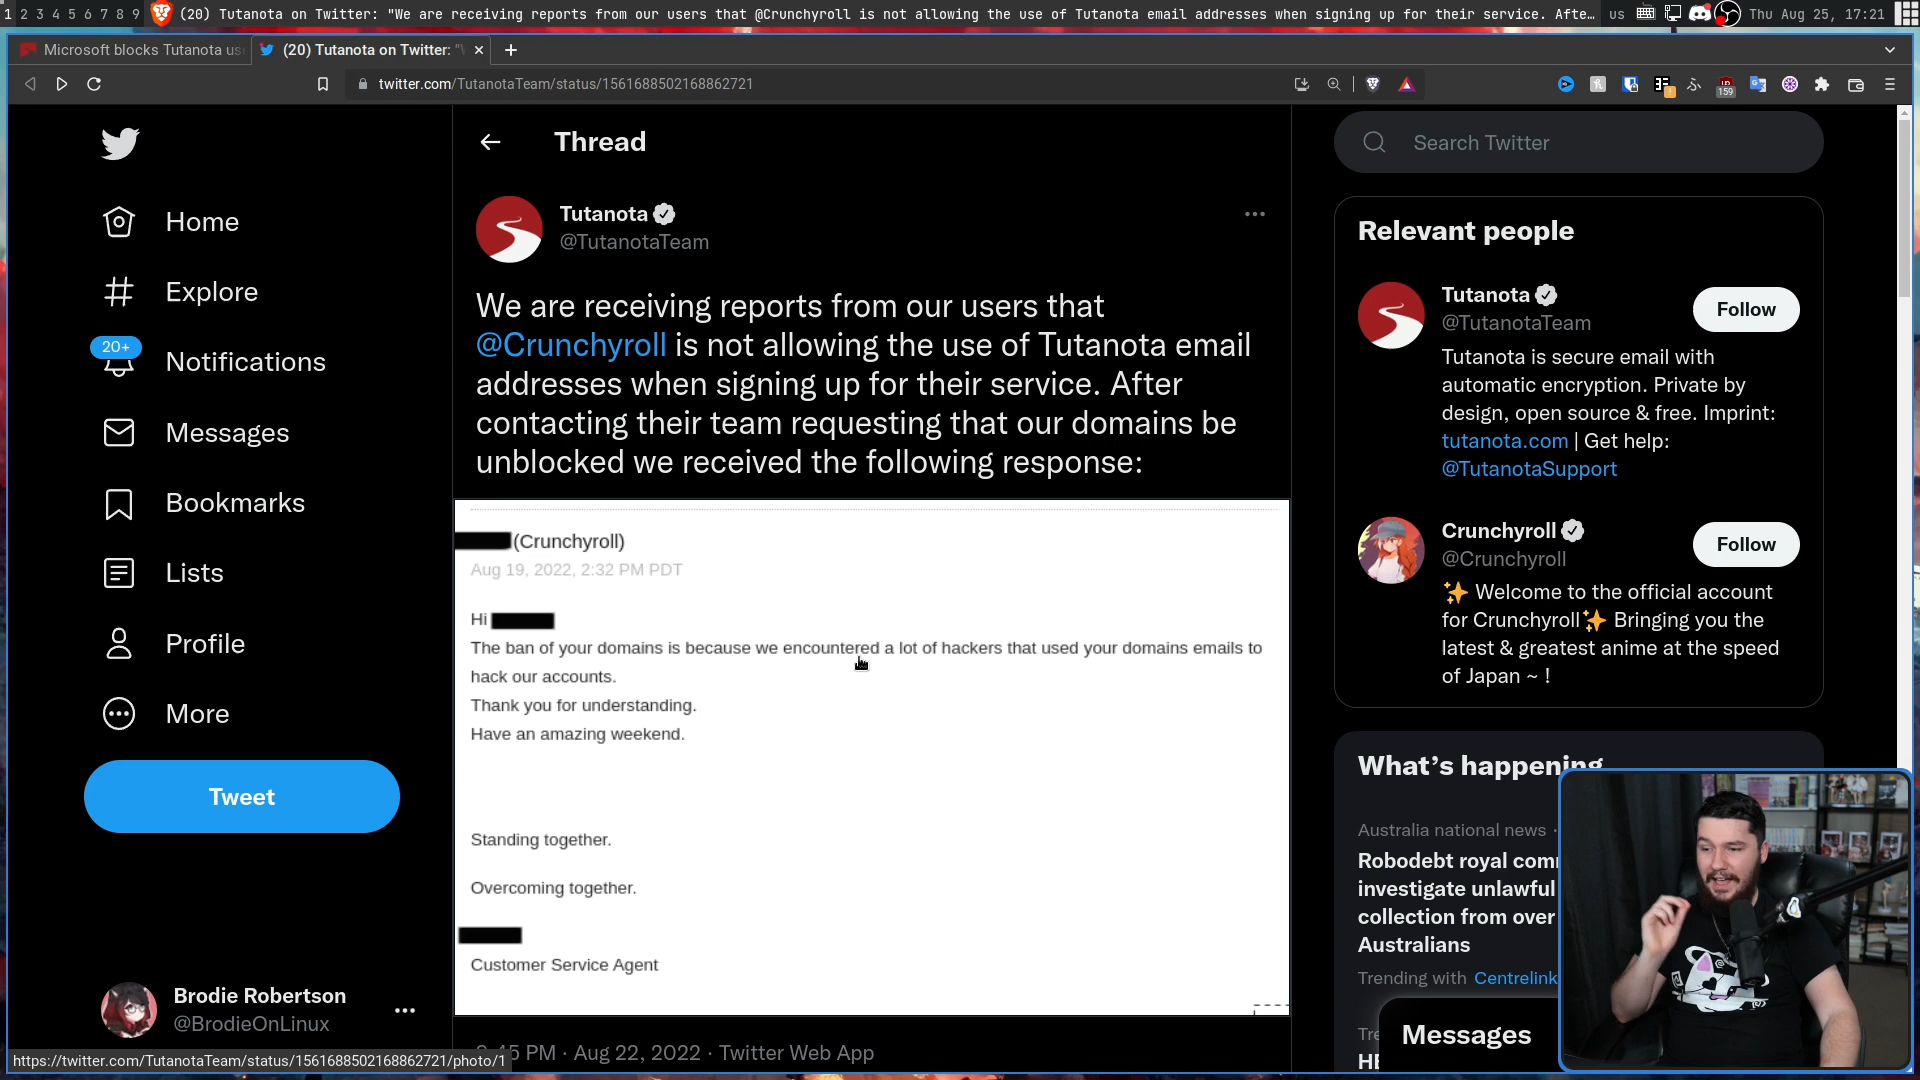 1 2 3 4 5 6 7 8 9
(20) Tutanota on Twitter: "We are receiving reports from our users that @Crunchyroll is not allowing the use of Tutanota email addresses when signing up for their service. Afte…
us
Thu Aug 25, 17:21
Microsoft blocks Tutanota us
(20) Tutanota on Twitter: "
twitter.com/TutanotaTeam/status/1561688502168862721
159
Thread
Search Twitter
Home
Explore
20+
Notifications
Messages
Bookmarks
Lists
Profile
More
Tweet
Brodie Robertson
@BrodieOnLinux
Tutanota
@TutanotaTeam
We are receiving reports from our users that
@Crunchyroll is not allowing the use of Tutanota email
addresses when signing up for their service. After
contacting their team requesting that our domains be
unblocked we received the following response:
(Crunchyroll)
Aug 19, 2022, 2:32 PM PDT
Hi
The ban of your domains is because we encountered a lot of hackers that used your domains emails to
hack our accounts.
Thank you for understanding.
Have an amazing weekend.
Standing together.
Overcoming together.
Customer Service Agent
45 PM · Aug 22, 2022 · Twitter Web App
https://twitter.com/TutanotaTeam/status/1561688502168862721/photo/1
Relevant people
Tutanota
@TutanotaTeam
Follow
Tutanota is secure email with
automatic encryption. Private by
design, open source & free. Imprint:
tutanota.com | Get help:
@TutanotaSupport
Crunchyroll
@Crunchyroll
Follow
✨ Welcome to the official account
for Crunchyroll✨ Bringing you the
latest & greatest anime at the speed
of Japan ~ !
What's happening
Australia national news ·
Robodebt royal com
investigate unlawful
collection from over
Australians
Trending with Centrelink
Messages